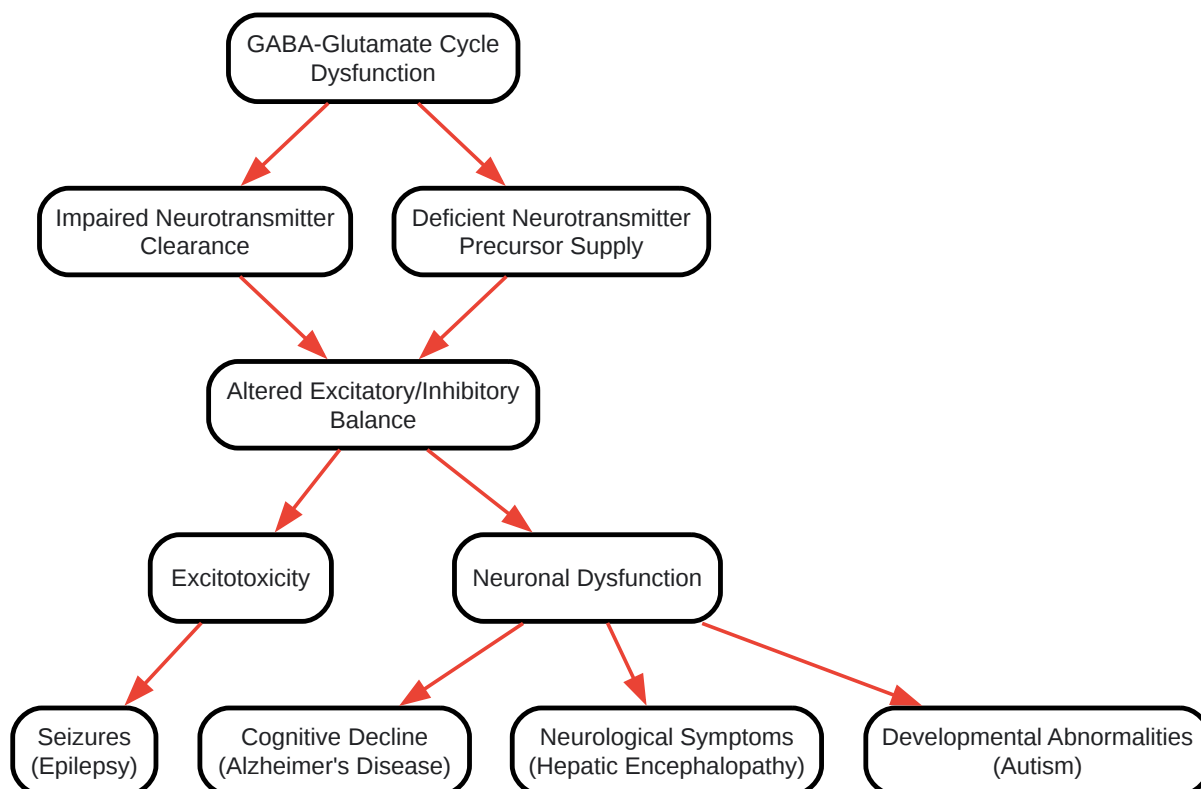 GABA-Glutamate Cycle
Dysfunction
Impaired Neurotransmitter
Clearance
Deficient Neurotransmitter
Precursor Supply
Altered Excitatory/Inhibitory
Balance
Excitotoxicity
Neuronal Dysfunction
Seizures
(Epilepsy)
Cognitive Decline
(Alzheimer's Disease)
Neurological Symptoms
(Hepatic Encephalopathy)
Developmental Abnormalities
(Autism)